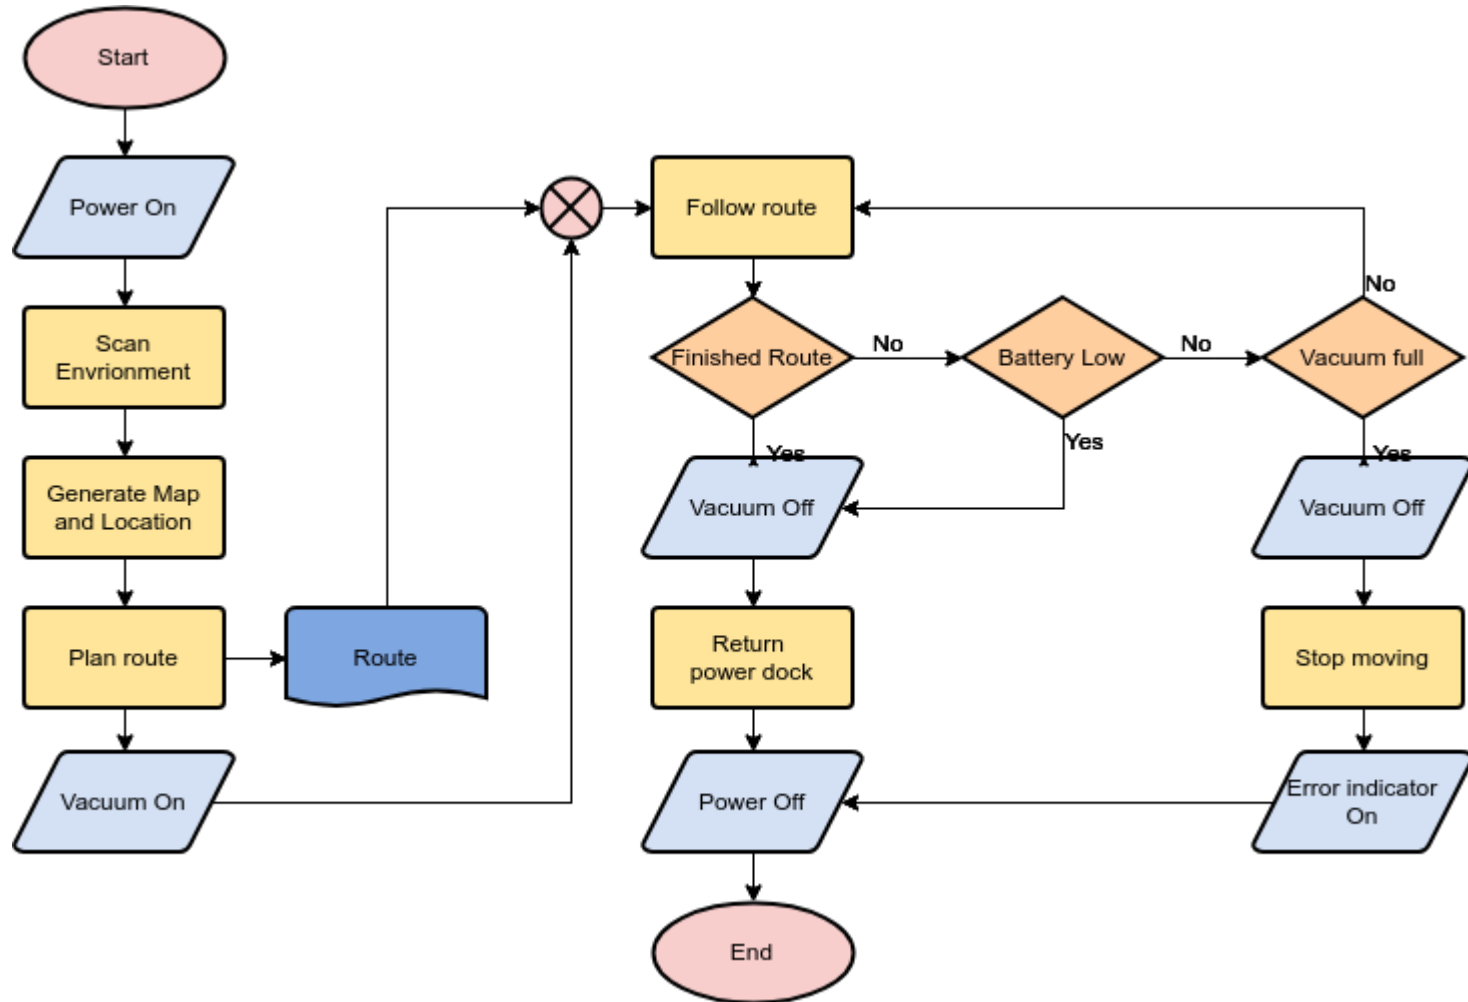 Start
Power On
Scan
Envrionment
Generate Map
and Location
Plan route
Route
Vacuum On
Follow route
Finished Route
No
Battery Low
No
Vacuum full
No
Yes
Yes
Yes
Vacuum Off
Vacuum Off
Return
power dock
Stop moving
Power Off
Error indicator
On
End